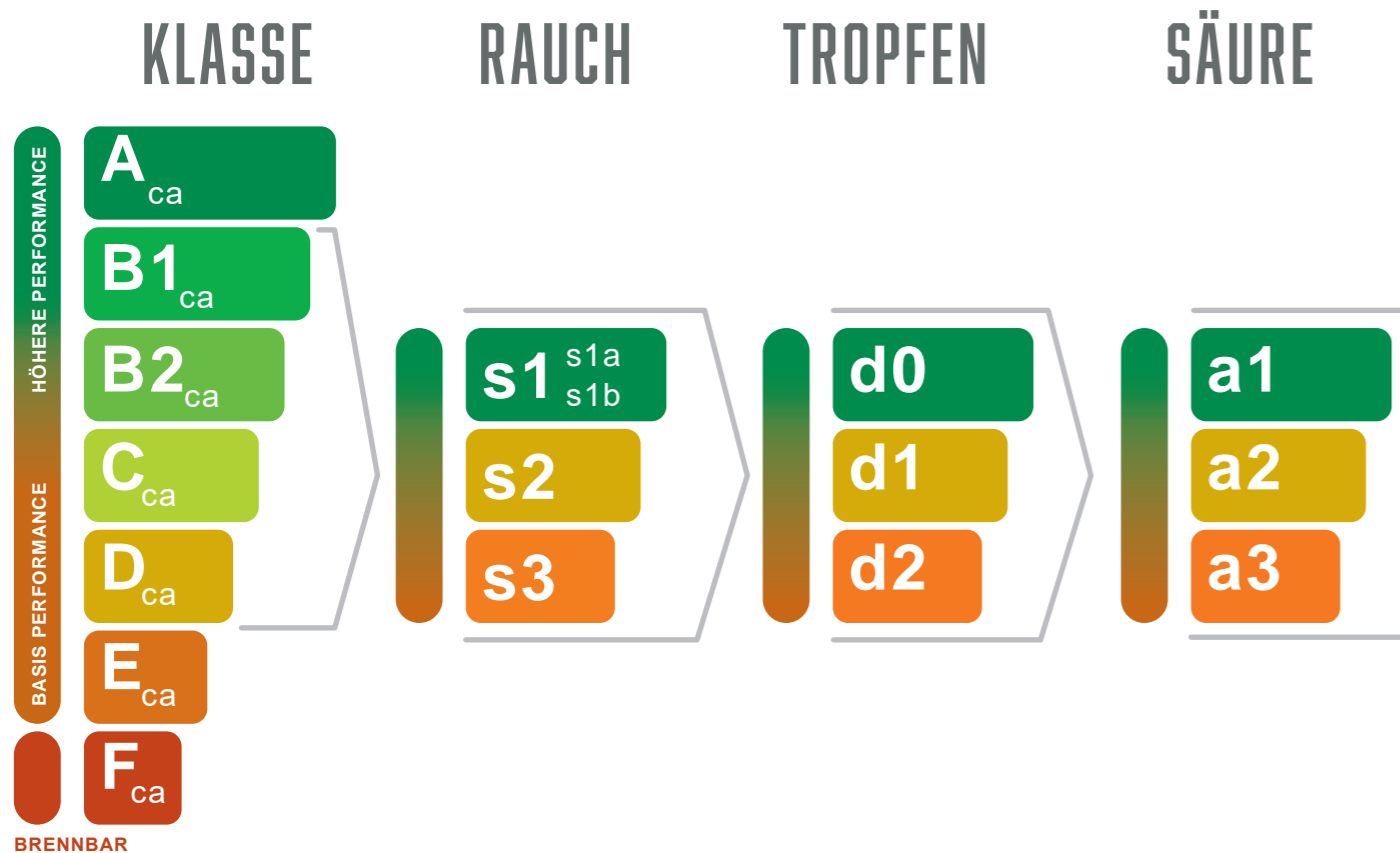 KLASSE
RAUCH
TROPFEN
SÄURE
HÖHERE PERFORMANCE
BASIS PERFORMANCE
A ca
B1 ca
B2 ca
C ca
D ca
E ca
F ca
BRENNBAR
s1 s1a
s1b
s2
s3
d0
d1
d2
a1
a2
a3